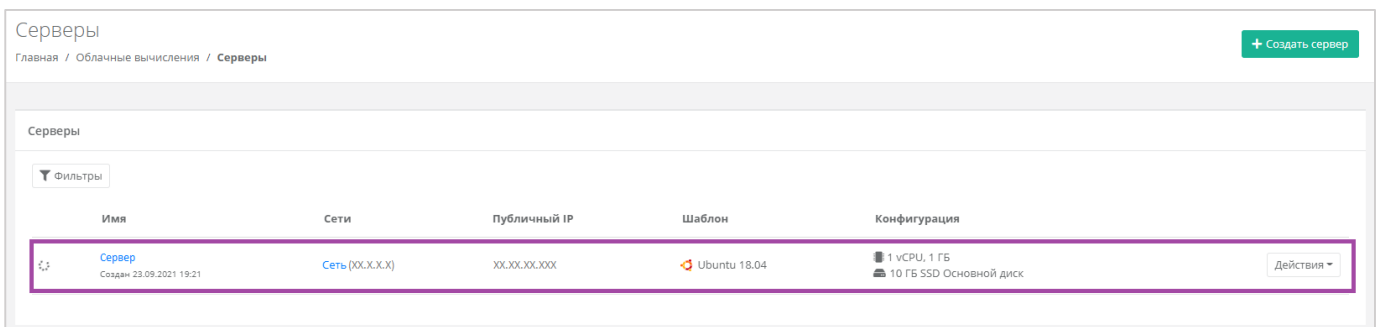 Серверы
Главная / Облачные вычисления / Серверы
+ Создать сервер
Серверы
Фильтры
Имя Сети Публичный IP Шаблон Конфигурация
Сервер
Создан 23.09.2021 19:21
Сеть (XX.X.X.X)
XX.XX.XX.XXX
Ubuntu 18.04
1 vCPU, 1 ГБ
10 ГБ SSD Основной диск
Действия